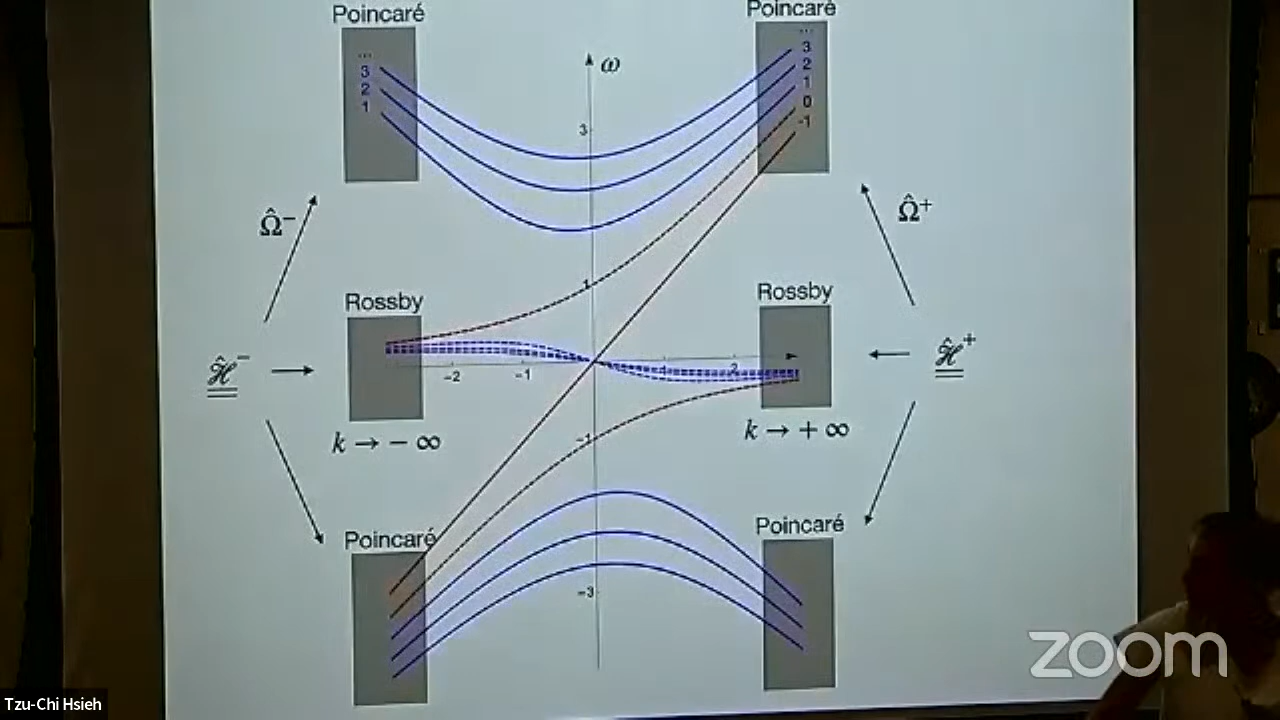 Poincaré
Poincaré
...
3
2
1
ω
3
...
3
2
1
0
-1
Ω̂⁻
Ω̂⁺
1
Rossby
Rossby
ℋ̂⁻
ℋ̂⁺
-2
-1
1
2
k → - ∞
k → + ∞
-1
Poincaré
Poincaré
-3
zoom
Tzu-Chi Hsieh